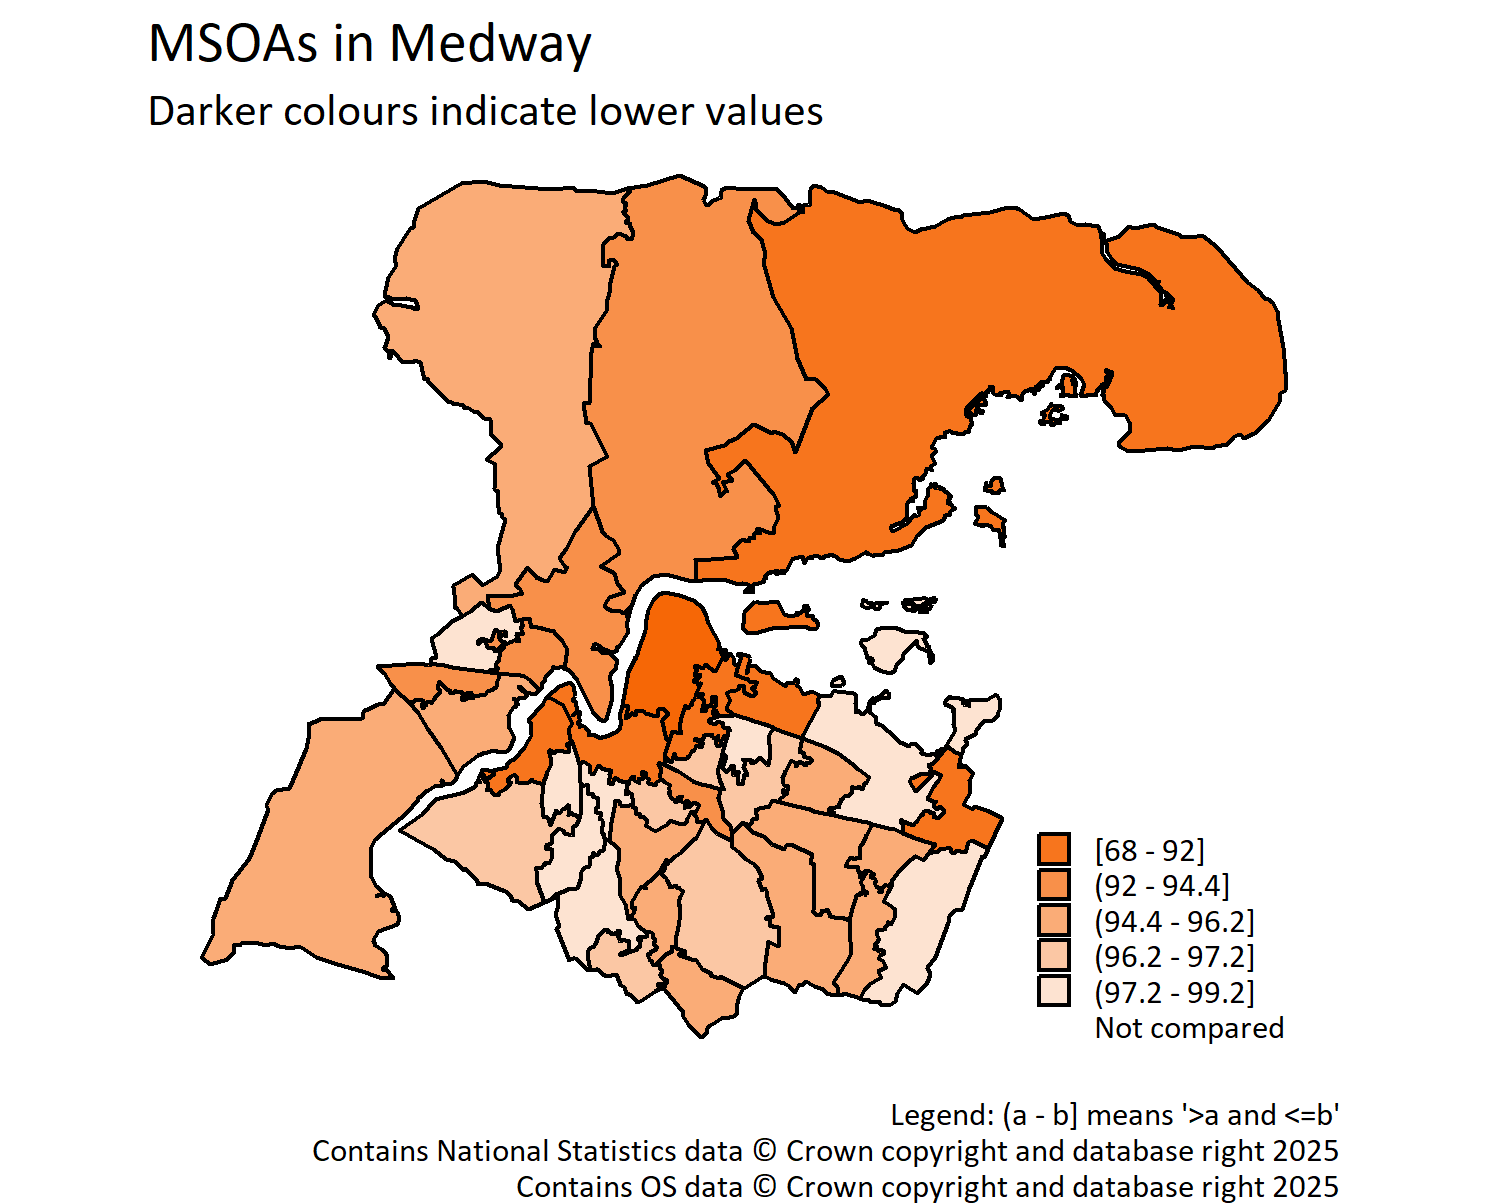 MSOAs in Medway
Darker colours indicate lower values
[68 - 92]
(92 - 94.4]
(94.4 - 96.2]
(96.2 - 97.2]
(97.2 - 99.2]
Not compared
Legend: (a - b] means '>a and <=b'
Contains National Statistics data © Crown copyright and database right 2025
Contains OS data © Crown copyright and database right 2025